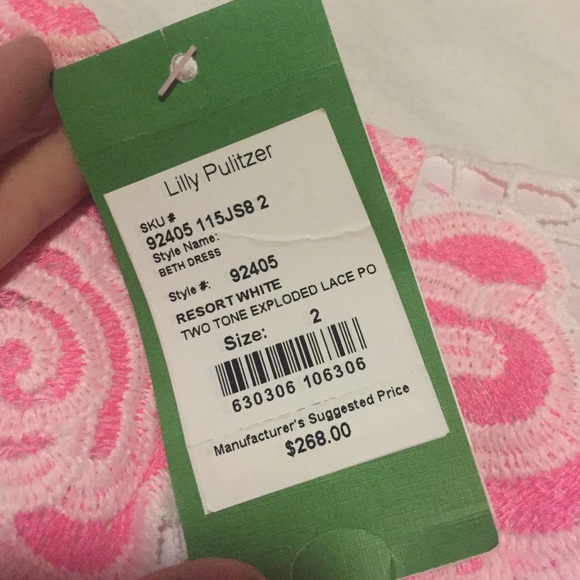 Lilly Pulitzer
SKU #
92405 115JS8 2
Style Name:
BETH DRESS
Style #: 92405
RESORT WHITE
TWO TONE EXPLODED LACE PO
Size: 2
630306 106306
Manufacturer's Suggested Price
$268.00